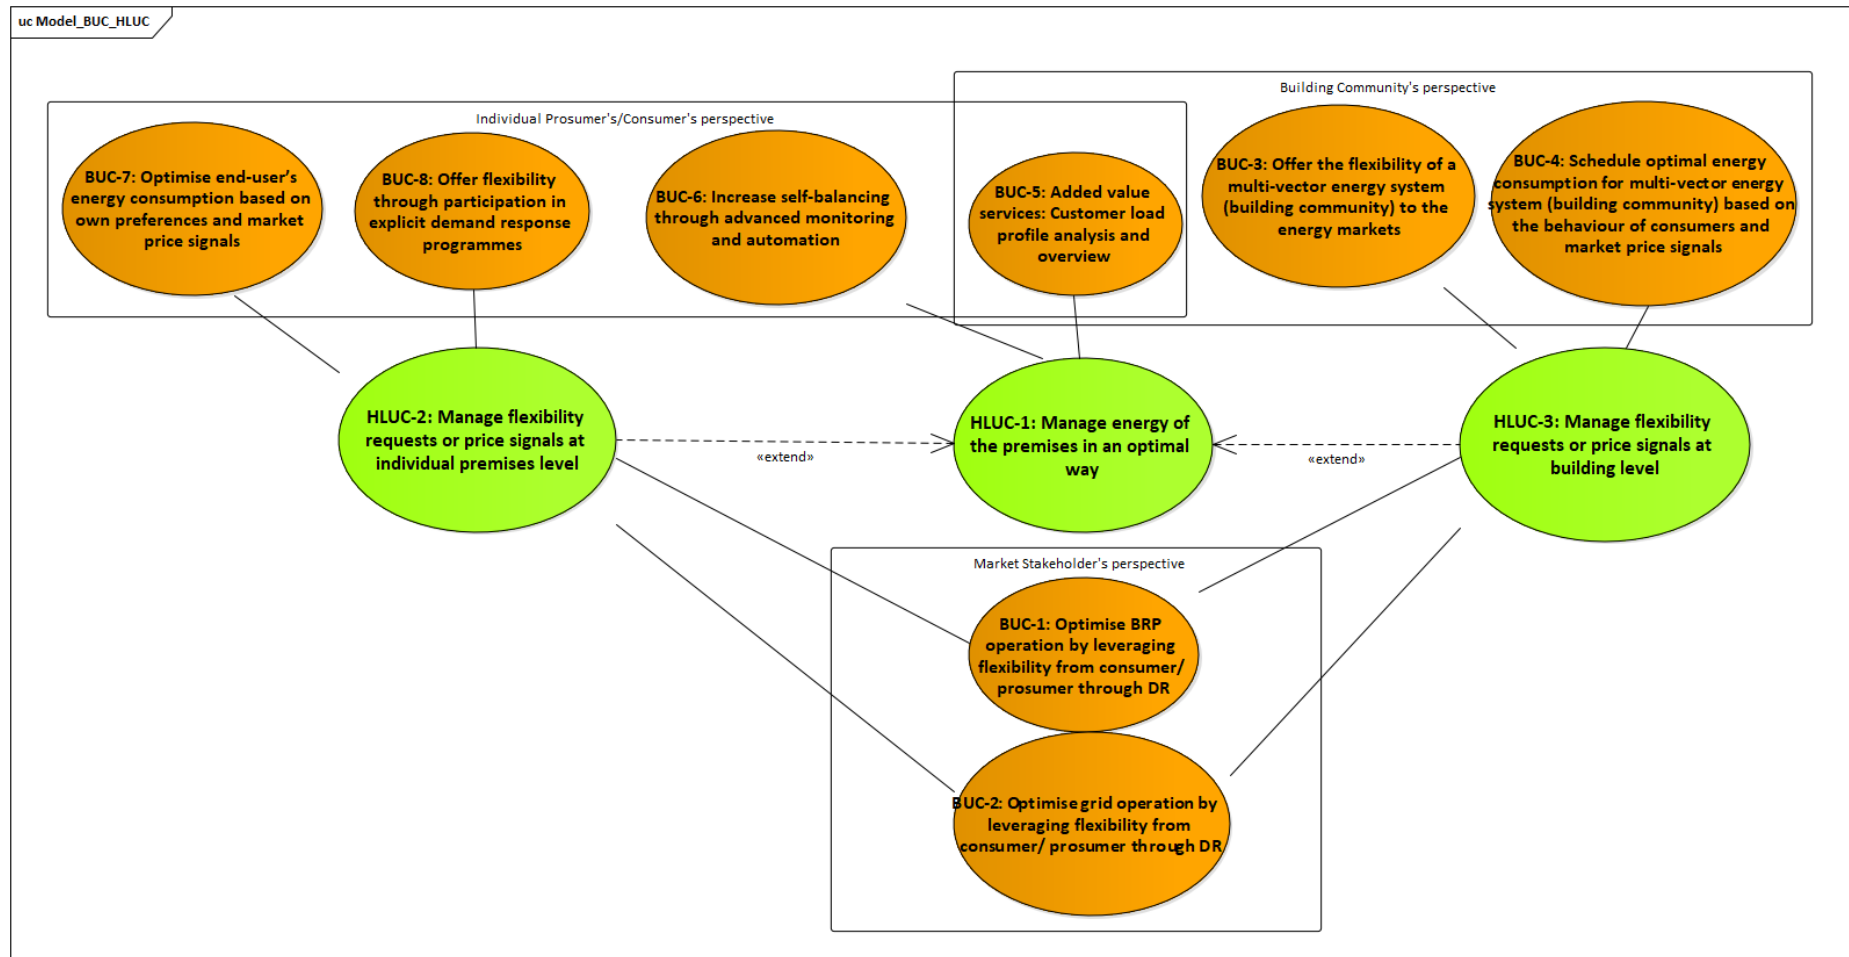 uc Model_BUC_HLUC
Building Community's perspective
Individual Prosumer's/Consumer's perspective
BUC-7: Optimise end-user's
energy consumption based on
own preferences and market
price signals
BUC-8: Offer flexibility
through participation in
explicit demand response
programmes
BUC-6: Increase self-balancing
through advanced monitoring
and automation
BUC-5: Added value
services: Customer load
profile analysis and
overview
BUC-3: Offer the flexibility of a
multi-vector energy system
(building community) to the
energy markets
BUC-4: Schedule optimal energy
consumption for multi-vector energy
system (building community) based on
the behaviour of consumers and
market price signals
HLUC-2: Manage flexibility
requests or price signals at
individual premises level
«extend»
HLUC-1: Manage energy of
the premises in an optimal
way
«extend»
HLUC-3: Manage flexibility
requests or price signals at
building level
Market Stakeholder's perspective
BUC-1: Optimise BRP
operation by leveraging
flexibility from consumer/
prosumer through DR
BUC-2: Optimise grid operation by
leveraging flexibility from
consumer/ prosumer through DR